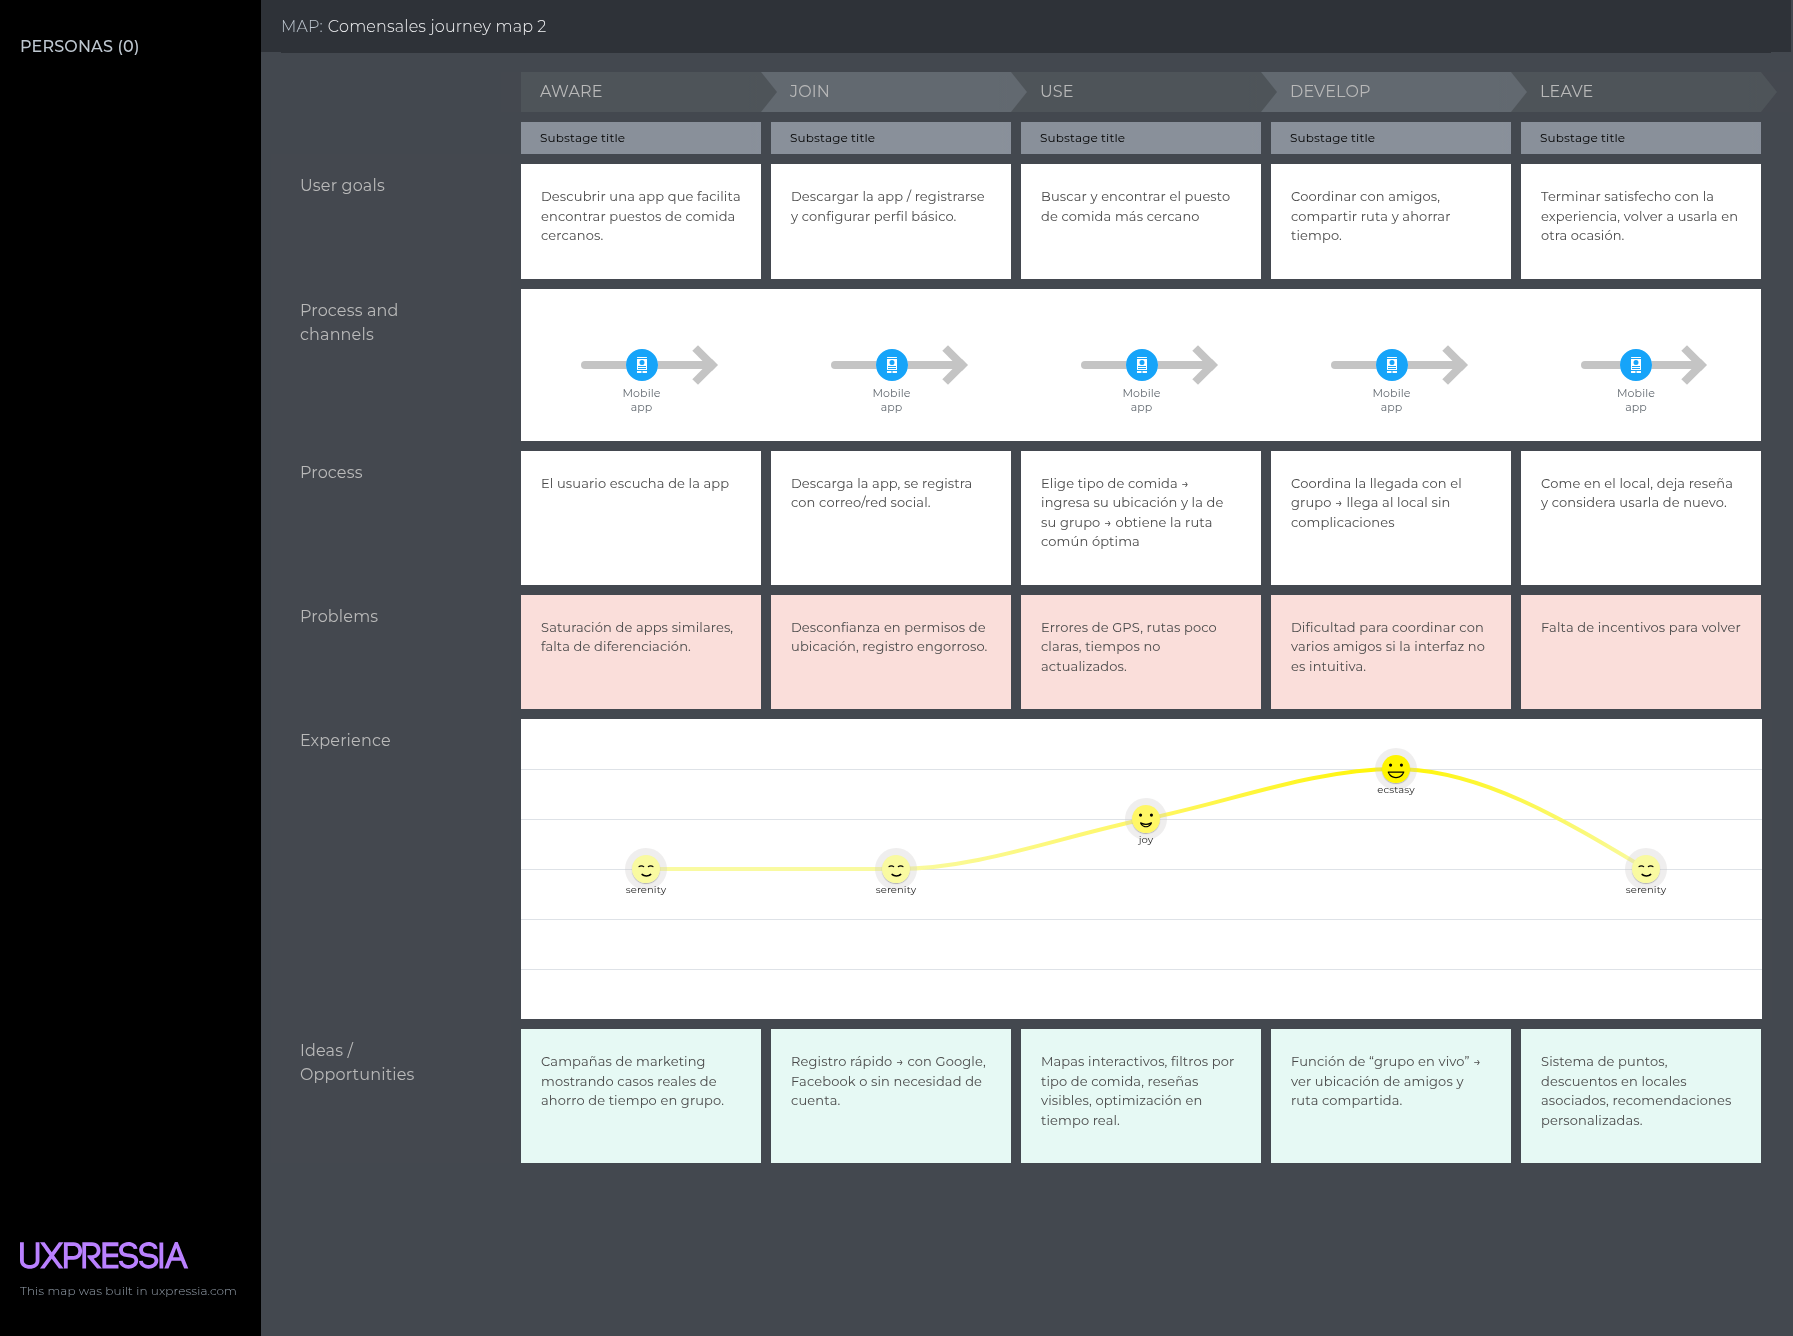 PERSONAS (0)
MAP: Comensales journey map 2
AWARE
JOIN
USE
DEVELOP
LEAVE
Substage title
Substage title
Substage title
Substage title
Substage title
User goals
Descubrir una app que facilita
encontrar puestos de comida
cercanos.
Descargar la app / registrarse
y configurar perfil básico.
Buscar y encontrar el puesto
de comida más cercano
Coordinar con amigos,
compartir ruta y ahorrar
tiempo.
Terminar satisfecho con la
experiencia, volver a usarla en
otra ocasión.
Process and
channels
Mobile
app
Mobile
app
Mobile
app
Mobile
app
Mobile
app
Process
El usuario escucha de la app
Descarga la app, se registra
con correo/red social.
Elige tipo de comida →
ingresa su ubicación y la de
su grupo → obtiene la ruta
común óptima
Coordina la llegada con el
grupo → llega al local sin
complicaciones
Come en el local, deja reseña
y considera usarla de nuevo.
Problems
Saturación de apps similares,
falta de diferenciación.
Desconfianza en permisos de
ubicación, registro engorroso.
Errores de GPS, rutas poco
claras, tiempos no
actualizados.
Dificultad para coordinar con
varios amigos si la interfaz no
es intuitiva.
Falta de incentivos para volver
Experience
serenity
serenity
joy
ecstasy
serenity
Ideas /
Opportunities
Campañas de marketing
mostrando casos reales de
ahorro de tiempo en grupo.
Registro rápido → con Google,
Facebook o sin necesidad de
cuenta.
Mapas interactivos, filtros por
tipo de comida, reseñas
visibles, optimización en
tiempo real.
Función de “grupo en vivo” →
ver ubicación de amigos y
ruta compartida.
Sistema de puntos,
descuentos en locales
asociados, recomendaciones
personalizadas.
UXPRESSIA
This map was built in uxpressia.com